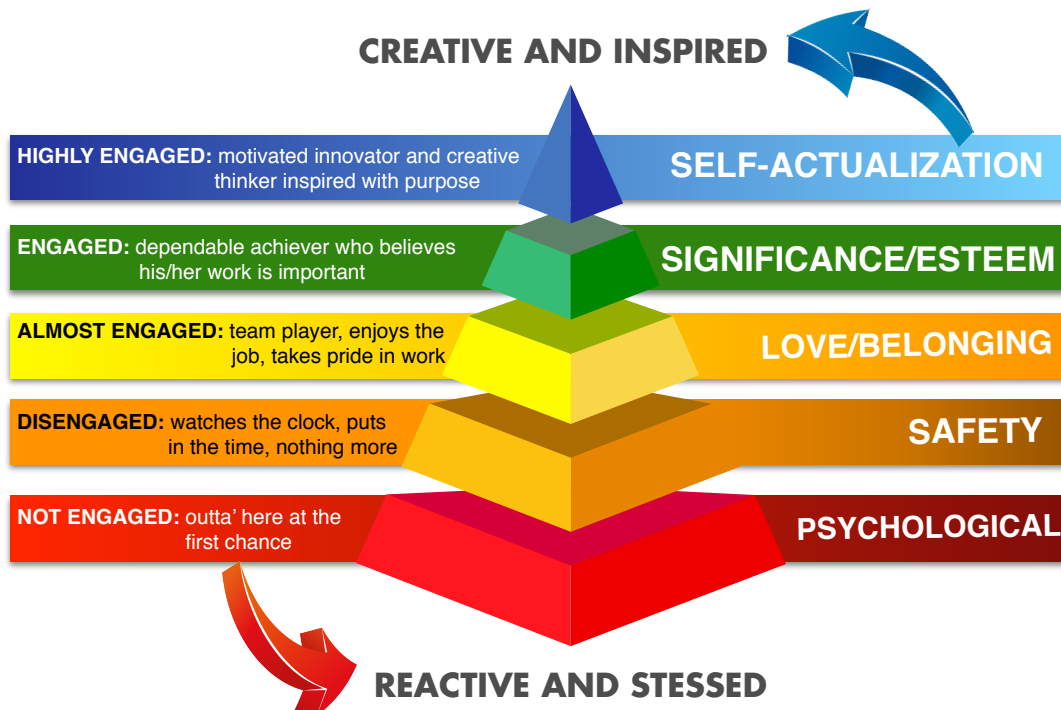 CREATIVE AND INSPIRED
HIGHLY ENGAGED: motivated innovator and creative
thinker inspired with purpose
SELF-ACTUALIZATION
ENGAGED: dependable achiever who believes
his/her work is important
SIGNIFICANCE/ESTEEM
ALMOST ENGAGED: team player, enjoys the
job, takes pride in work
LOVE/BELONGING
DISENGAGED: watches the clock, puts
in the time, nothing more
SAFETY
NOT ENGAGED: outta’ here at the
first chance
PSYCHOLOGICAL
REACTIVE AND STESSED